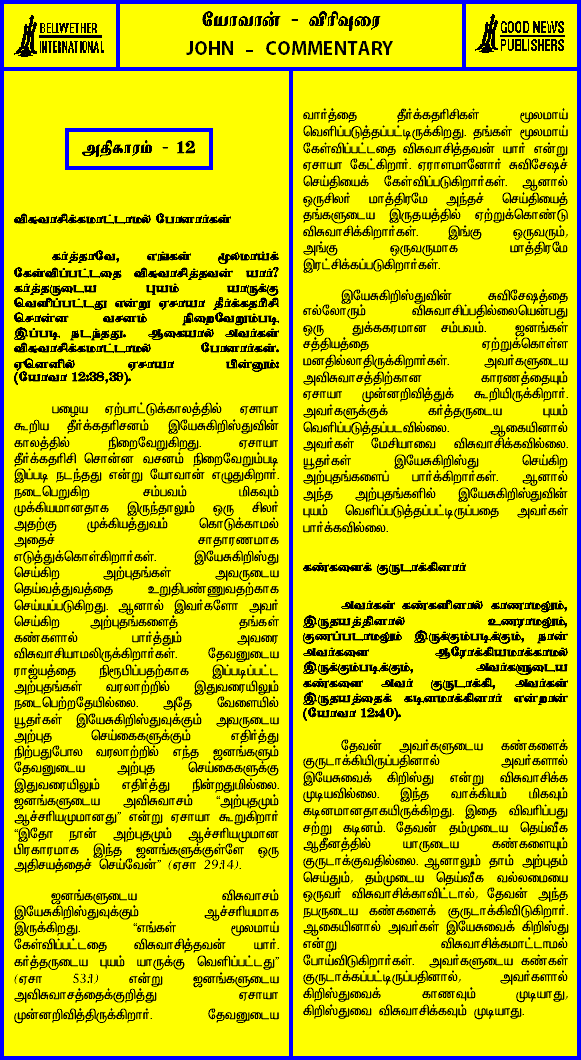 BELWETHER
INTERNATIONAL
யோவான் - விரிவுரை
JOHN - COMMENTARY
GOOD NEWS
PUBLISHERS
அதிகாரம் - 12
விசுவாசிக்கமாட்டாமல் போனார்கள்
கர்த்தாவே, எங்கள் மூலமாய்க்
கேள்விப்பட்டதை விசுவாசித்தவன் யார்?
கர்த்தருடைய புயம் யாருக்கு
வெளிப்பட்டது என்று ஏசாயா தீர்க்கதரிசி
சொன்ன வசனம் நிறைவேறும்படி
இப்படி நடந்தது. ஆகையால் அவர்கள்
விசுவாசிக்கமாட்டாமல் போனார்கள்.
ஏனெனில் ஏசாயா பின்னும்:
(யோவா 12:38,39).
பழைய ஏற்பாட்டுக்காலத்தில் ஏசாயா
கூறிய தீர்க்கதரிசனம் இயேசுகிறிஸ்துவின்
காலத்தில் நிறைவேறுகிறது. ஏசாயா
தீர்க்கதரிசி சொன்ன வசனம் நிறைவேறும்படி
இப்படி நடந்தது என்று யோவான் எழுதுகிறார்.
நடைபெறுகிற சம்பவம் மிகவும்
முக்கியமானதாக இருந்தாலும் ஒரு சிலர்
அதற்கு முக்கியத்துவம் கொடுக்காமல்
அதைச் சாதாரணமாக
எடுத்துக்கொள்கிறார்கள். இயேசுகிறிஸ்து
செய்கிற அற்புதங்கள் அவருடைய
தெய்வத்துவத்தை உறுதிபண்ணுவதற்காக
செய்யப்படுகிறது. ஆனால் இவர்களோ அவர்
செய்கிற அற்புதங்களைத் தங்கள்
கண்களால் பார்த்தும் அவரை
விசுவாசியாமலிருக்கிறார்கள். தேவனுடைய
ராஜ்யத்தை நிரூபிப்பதற்காக இப்படிப்பட்ட
அற்புதங்கள் வரலாற்றில் இதுவரையிலும்
நடைபெற்றதேயில்லை. அதே வேளையில்
யூதர்கள் இயேசுகிறிஸ்துவுக்கும் அவருடைய
அற்புத செய்கைகளுக்கும் எதிர்த்து
நிற்பதுபோல வரலாற்றில் எந்த ஜனங்களும்
தேவனுடைய அற்புத செய்கைகளுக்கு
இதுவரையிலும் எதிர்த்து நின்றதுமில்லை.
ஜனங்களுடைய அவிசுவாசம் "அற்புதமும்
ஆச்சரியமுமானது" என்று ஏசாயா கூறுகிறார்
"இதோ நான் அற்புதமும் ஆச்சரியமுமான
பிரகாரமாக இந்த ஜனங்களுக்குள்ளே ஒரு
அதிசயத்தைச் செய்வேன்" (ஏசா 29:14).
ஜனங்களுடைய விசுவாசம்
இயேசுகிறிஸ்துவுக்கும் ஆச்சரியமாக
இருக்கிறது. "எங்கள் மூலமாய்
கேள்விப்பட்டதை விசுவாசித்தவன் யார்.
கர்த்தருடைய புயம் யாருக்கு வெளிப்பட்டது"
(ஏசா 53:1) என்று ஜனங்களுடைய
அவிசுவாசத்தைக்குறித்து ஏசாயா
முன்னறிவித்திருக்கிறார். தேவனுடைய
வார்த்தை தீர்க்கதரிசிகள் மூலமாய்
வெளிப்படுத்தப்பட்டிருக்கிறது. தங்கள் மூலமாய்
கேள்விப்பட்டதை விசுவாசித்தவன் யார் என்று
ஏசாயா கேட்கிறார். ஏராளமானோர் சுவிசேஷச்
செய்தியைக் கேள்விப்படுகிறார்கள். ஆனால்
ஒருசிலர் மாத்திரமே அந்தச் செய்தியைத்
தங்களுடைய இருதயத்தில் ஏற்றுக்கொண்டு
விசுவாசிக்கிறார்கள். இங்கு ஒருவரும்,
அங்கு ஒருவருமாக மாத்திரமே
இரட்சிக்கப்படுகிறார்கள்.
இயேசுகிறிஸ்துவின் சுவிசேஷத்தை
எல்லோரும் விசுவாசிப்பதில்லையென்பது
ஒரு துக்ககரமான சம்பவம். ஜனங்கள்
சத்தியத்தை ஏற்றுக்கொள்ள
மனதில்லாதிருக்கிறார்கள். அவர்களுடைய
அவிசுவாசத்திற்கான காரணத்தையும்
ஏசாயா முன்னறிவித்துக் கூறியிருக்கிறார்.
அவர்களுக்குக் கர்த்தருடைய புயம்
வெளிப்படுத்தப்படவில்லை. ஆகையினால்
அவர்கள் மேசியாவை விசுவாசிக்கவில்லை.
யூதர்கள் இயேசுகிறிஸ்து செய்கிற
அற்புதங்களைப் பார்க்கிறார்கள். ஆனால்
அந்த அற்புதங்களில் இயேசுகிறிஸ்துவின்
புயம் வெளிப்படுத்தப்பட்டிருப்பதை அவர்கள்
பார்க்கவில்லை.
கண்களைக் குருடாக்கினார்
அவர்கள் கண்களினால் காணாமலும்,
இருதயத்தினால் உணராமலும்,
குணப்படாமலும் இருக்கும்படிக்கும், நான்
அவர்களை ஆரோக்கியமாக்காமல்
இருக்கும்படிக்கும், அவர்களுடைய
கண்களை அவர் குருடாக்கி, அவர்கள்
இருதயத்தைக் கடினமாக்கினார் என்றான்
(யோவா 12:40).
தேவன் அவர்களுடைய கண்களைக்
குருடாக்கியிருப்பதினால் அவர்களால்
இயேசுவைக் கிறிஸ்து என்று விசுவாசிக்க
முடியவில்லை. இந்த வாக்கியம் மிகவும்
கடினமானதாகயிருக்கிறது. இதை விவரிப்பது
சற்று கடினம். தேவன் தம்முடைய தெய்வீக
ஆதீனத்தில் யாருடைய கண்களையும்
குருடாக்குவதில்லை. ஆனாலும் தாம் அற்புதம்
செய்தும், தம்முடைய தெய்வீக வல்லமையை
ஒருவர் விசுவாசிக்காவிட்டால், தேவன் அந்த
நபருடைய கண்களைக் குருடாக்கிவிடுகிறார்.
ஆகையினால் அவர்கள் இயேசுவைக் கிறிஸ்து
என்று விசுவாசிக்கமாட்டாமல்
போய்விடுகிறார்கள். அவர்களுடைய கண்கள்
குருடாக்கப்பட்டிருப்பதினால், அவர்களால்
கிறிஸ்துவைக் காணவும் முடியாது,
கிறிஸ்துவை விசுவாசிக்கவும் முடியாது.